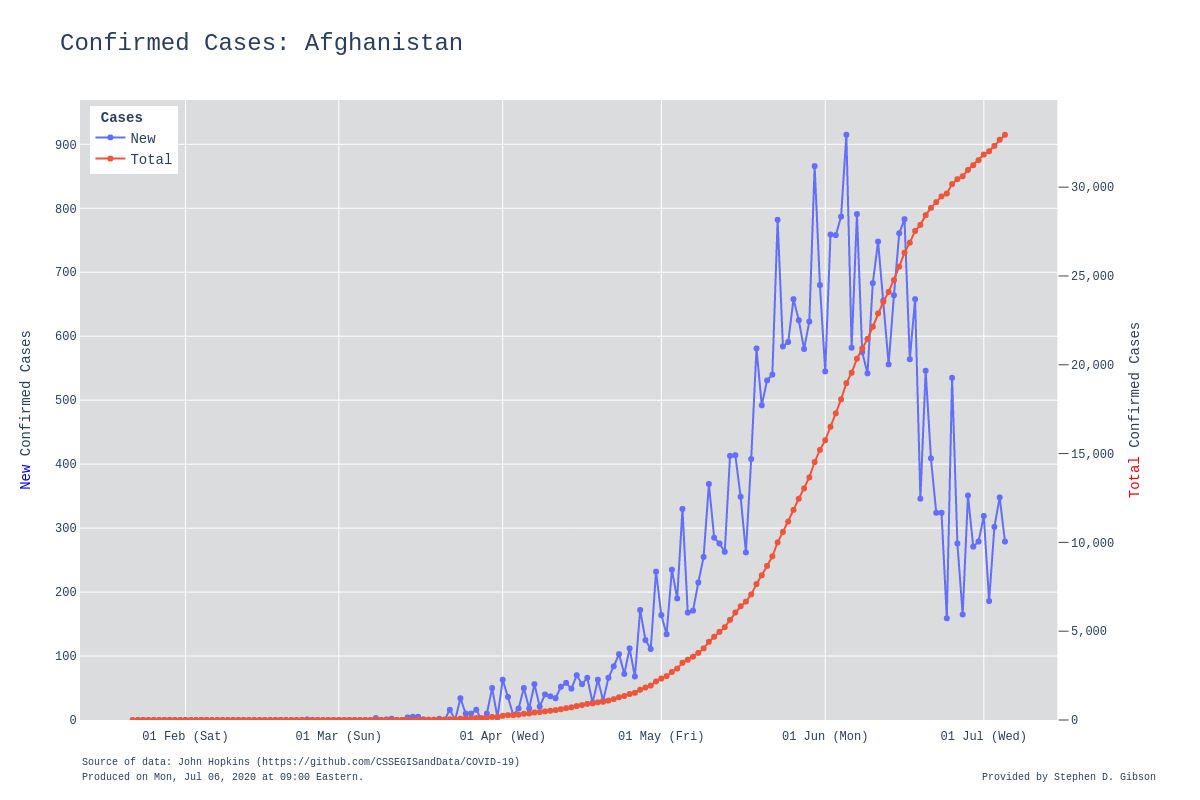 Confirmed Cases: Afghanistan
Cases
New
Total
900
800
700
600
500
400
300
200
100
0
New Confirmed Cases
30,000
25,000
20,000
15,000
10,000
5,000
0
Total Confirmed Cases
01 Feb (Sat)
01 Mar (Sun)
01 Apr (Wed)
01 May (Fri)
01 Jun (Mon)
01 Jul (Wed)
Source of data: John Hopkins (https://github.com/CSSEGISandData/COVID-19)
Produced on Mon, Jul 06, 2020 at 09:00 Eastern.
Provided by Stephen D. Gibson